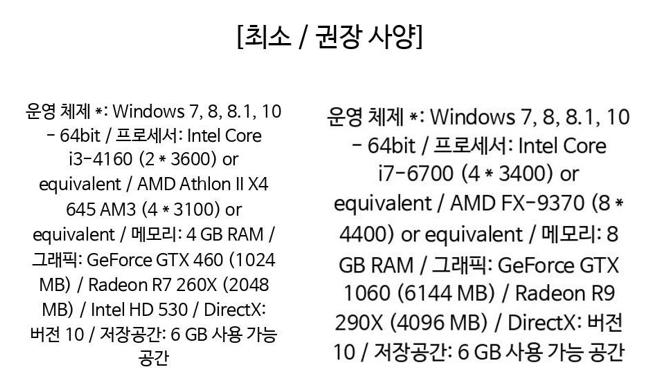 [최소 / 권장 사양]
운영 체제 *: Windows 7, 8, 8.1, 10
- 64bit / 프로세서: Intel Core
i3-4160 (2 * 3600) or
equivalent / AMD Athlon II X4
645 AM3 (4 * 3100) or
equivalent / 메모리: 4 GB RAM /
그래픽: GeForce GTX 460 (1024
MB) / Radeon R7 260X (2048
MB) / Intel HD 530 / DirectX:
버전 10 / 저장공간: 6 GB 사용 가능
공간
운영 체제 *: Windows 7, 8, 8.1, 10
- 64bit / 프로세서: Intel Core
i7-6700 (4 * 3400) or
equivalent / AMD FX-9370 (8 *
4400) or equivalent / 메모리: 8
GB RAM / 그래픽: GeForce GTX
1060 (6144 MB) / Radeon R9
290X (4096 MB) / DirectX: 버전
10 / 저장공간: 6 GB 사용 가능 공간